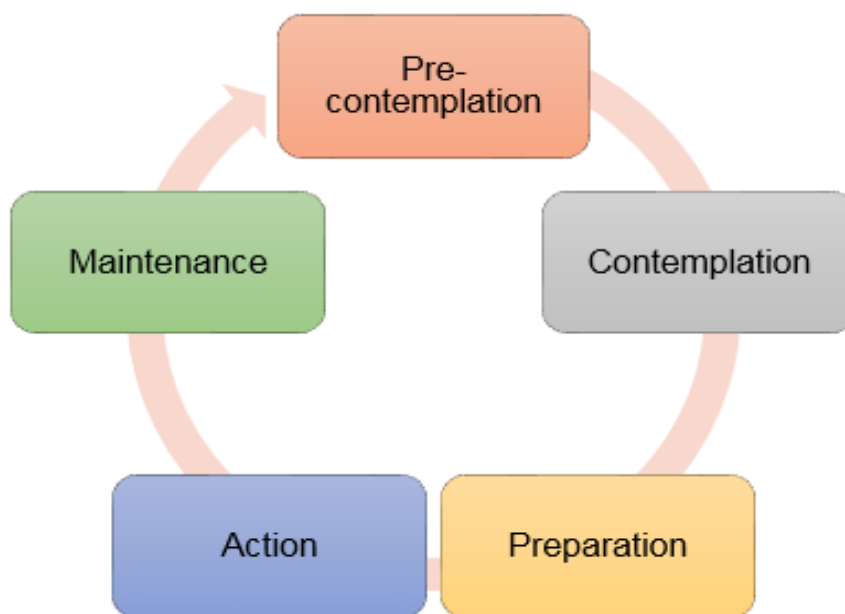 Pre-
contemplation
Contemplation
Preparation
Action
Maintenance